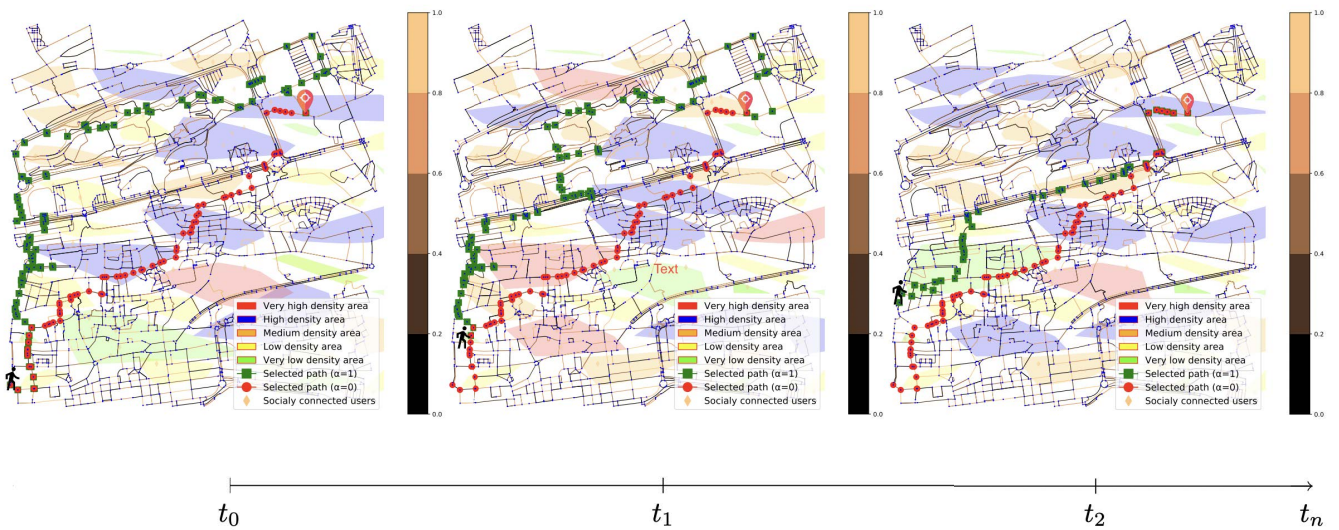 1.0
0.8
0.6
0.4
0.2
0.0
Very high density area
High density area
Medium density area
Low density area
Very low density area
Selected path (α=1)
Selected path (α=0)
Socialy connected users
1.0
0.8
0.6
0.4
0.2
0.0
Text
Very high density area
High density area
Medium density area
Low density area
Very low density area
Selected path (α=1)
Selected path (α=0)
Socialy connected users
1.0
0.8
0.6
0.4
0.2
0.0
Very high density area
High density area
Medium density area
Low density area
Very low density area
Selected path (α=1)
Selected path (α=0)
Socialy connected users
t₀ t₁ t₂ tₙ